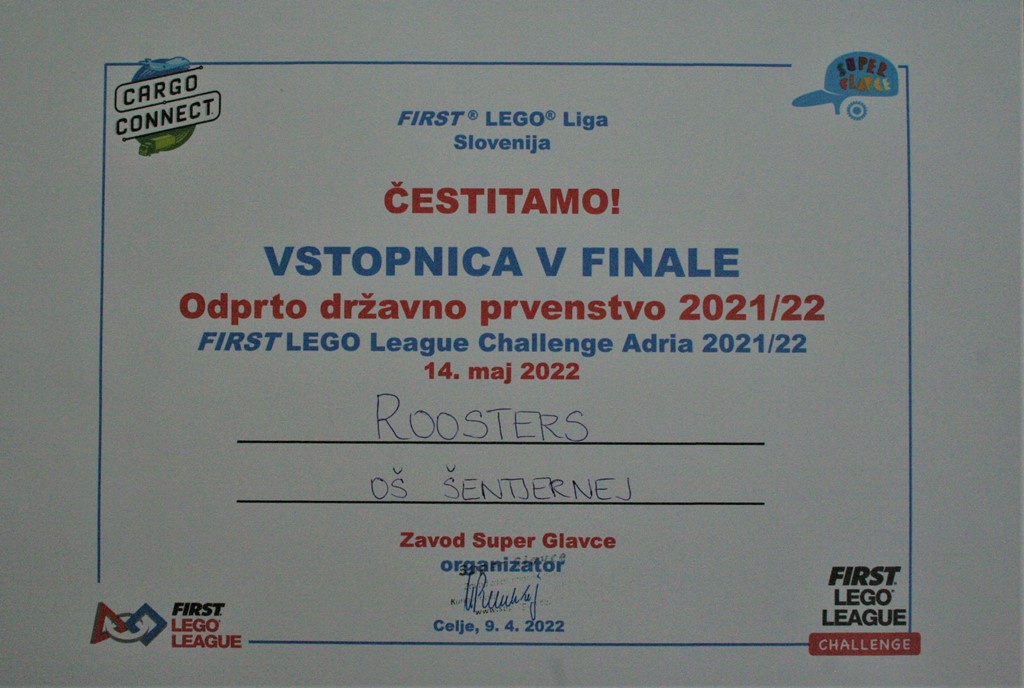 CARGO
CONNECT
SUPER
GLAVCE
FIRST® LEGO® Liga
Slovenija
ČESTITAMO!
VSTOPNICA V FINALE
Odprto državno prvenstvo 2021/22
FIRST LEGO League Challenge Adria 2021/22
14. maj 2022
ROOSTERS
OŠ ŠENTJERNEJ
Zavod Super Glavce
organizator
Celje, 9. 4. 2022
FIRST
LEGO
LEAGUE
FIRST
LEGO
LEAGUE
CHALLENGE